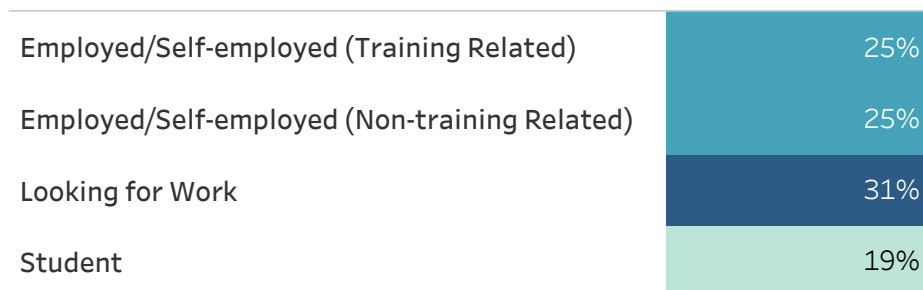 Employed/Self-employed (Training Related) 25%
Employed/Self-employed (Non-training Related) 25%
Looking for Work 31%
Student 19%